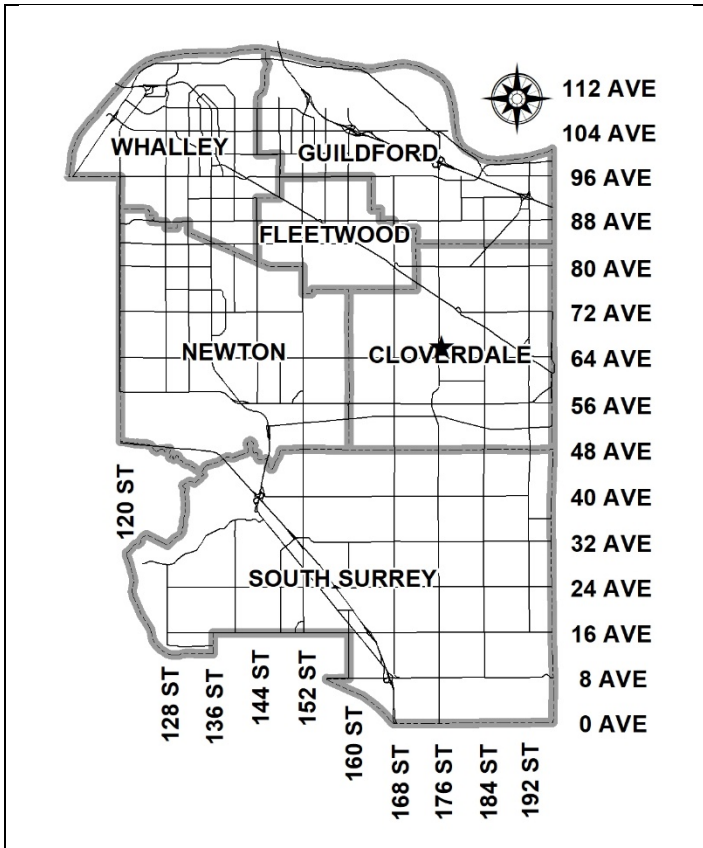 112 AVE
104 AVE
WHALLEY
GUILDFORD
96 AVE
88 AVE
FLEETWOOD
80 AVE
72 AVE
NEWTON
CLOVERDALE
64 AVE
56 AVE
48 AVE
120 ST
40 AVE
32 AVE
SOUTH SURREY
24 AVE
16 AVE
128 ST
136 ST
144 ST
152 ST
160 ST
8 AVE
0 AVE
168 ST
176 ST
184 ST
192 ST